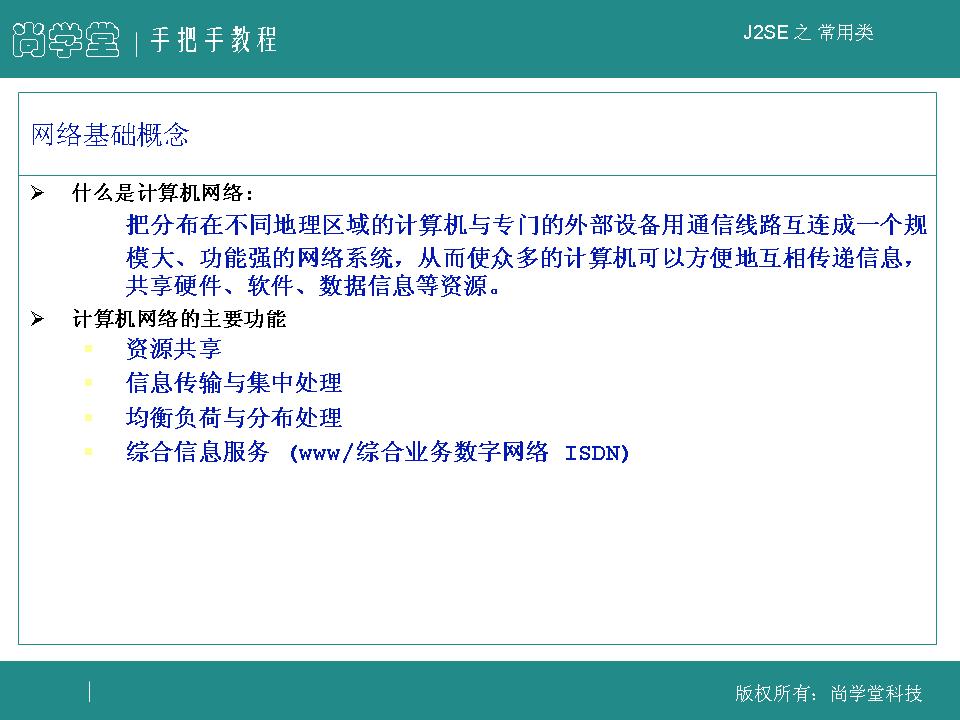 尚学堂 | 手把手教程
J2SE 之 常用类
网络基础概念
什么是计算机网络：
把分布在不同地理区域的计算机与专门的外部设备用通信线路互连成一个规
模大、功能强的网络系统，从而使众多的计算机可以方便地互相传递信息，
共享硬件、软件、数据信息等资源。
计算机网络的主要功能
资源共享
信息传输与集中处理
均衡负荷与分布处理
综合信息服务 (www/综合业务数字网络 ISDN)
版权所有：尚学堂科技